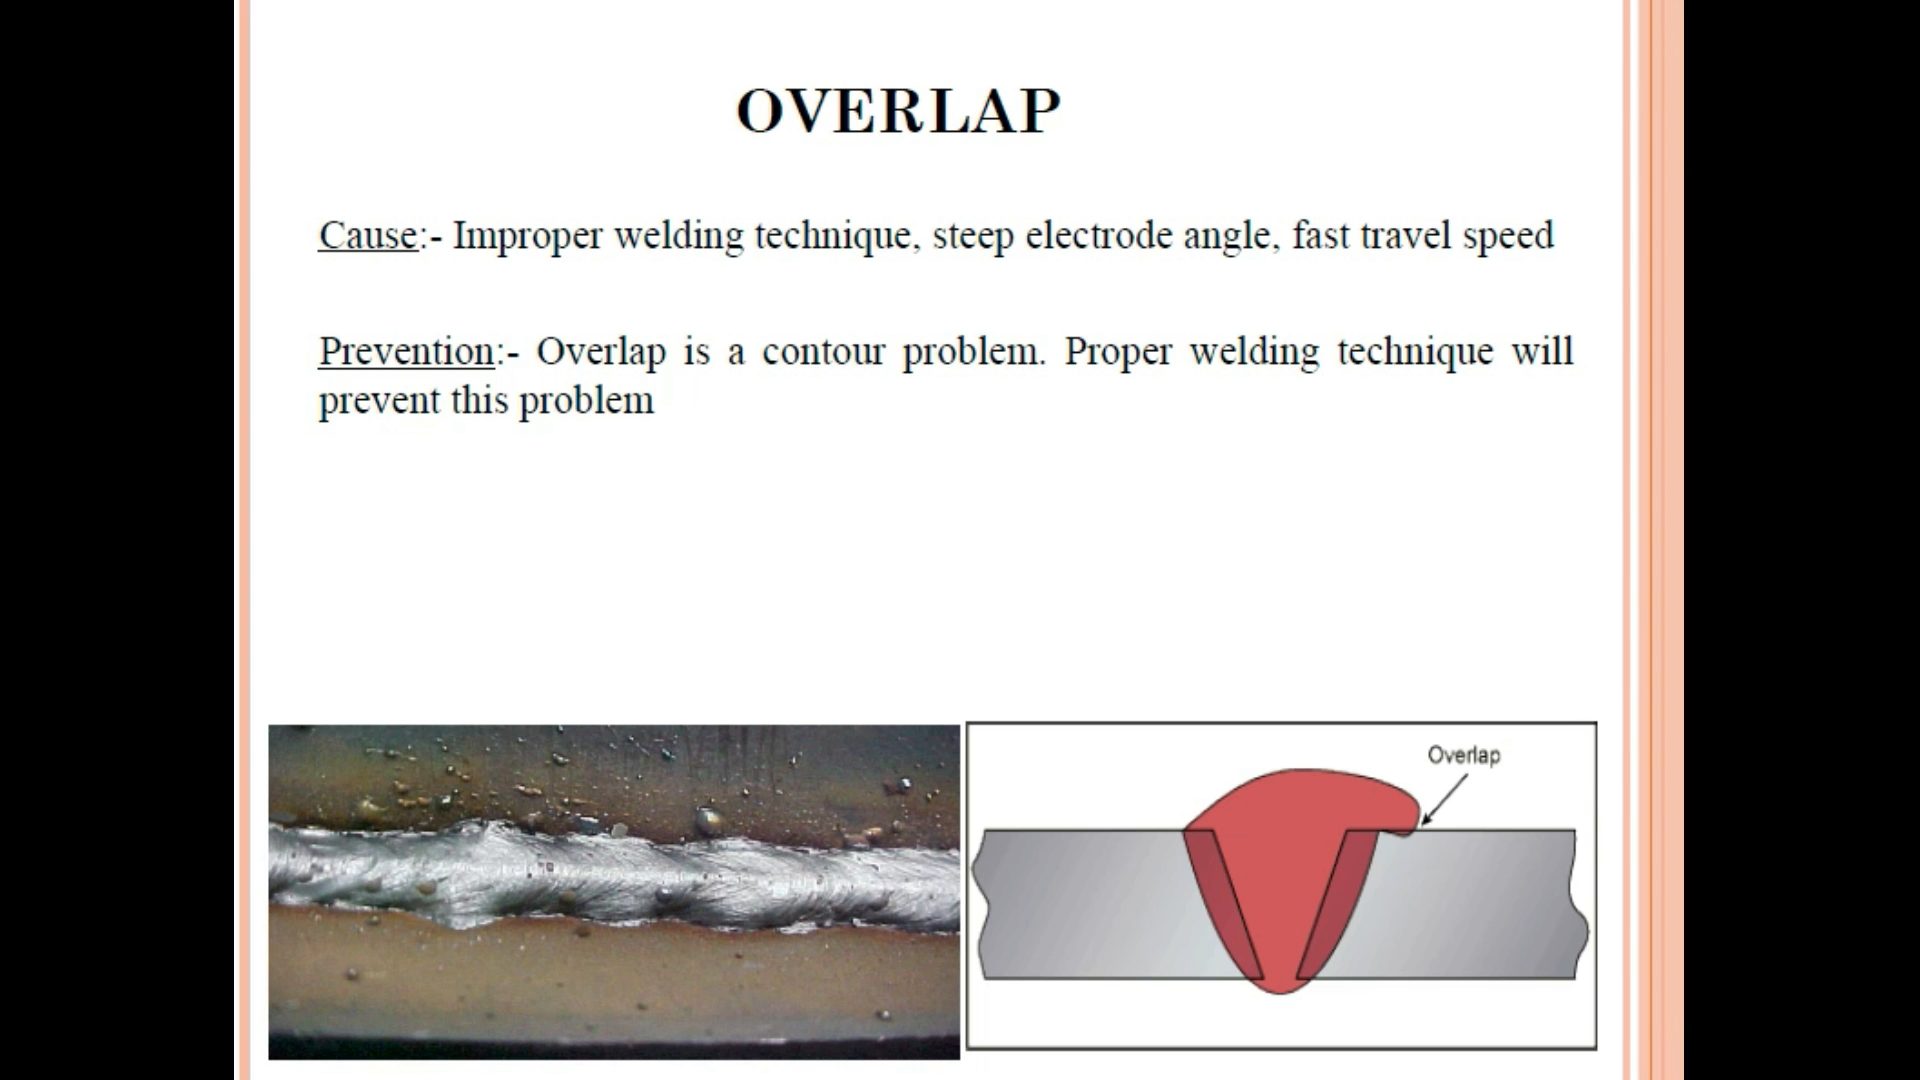 OVERLAP
Cause:- Improper welding technique, steep electrode angle, fast travel speed
Prevention:- Overlap is a contour problem. Proper welding technique will
prevent this problem
Overlap